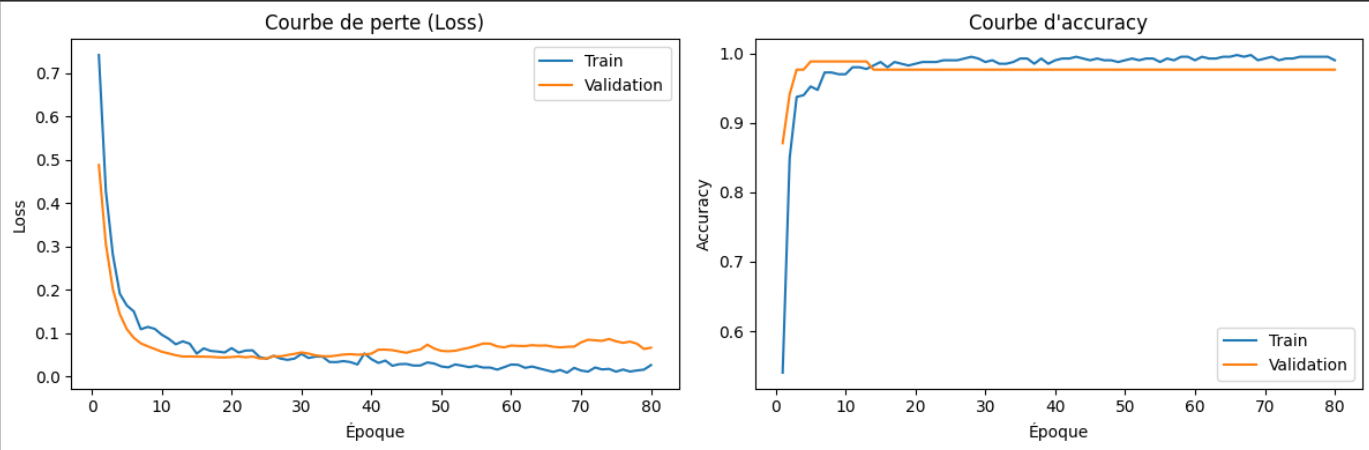 Courbe de perte (Loss)
Train
Validation
0.7
0.6
0.5
0.4
0.3
0.2
0.1
0.0
Loss
0 10 20 30 40 50 60 70 80
Époque
Courbe d'accuracy
1.0
0.9
0.8
0.7
0.6
Accuracy
Train
Validation
0 10 20 30 40 50 60 70 80
Époque